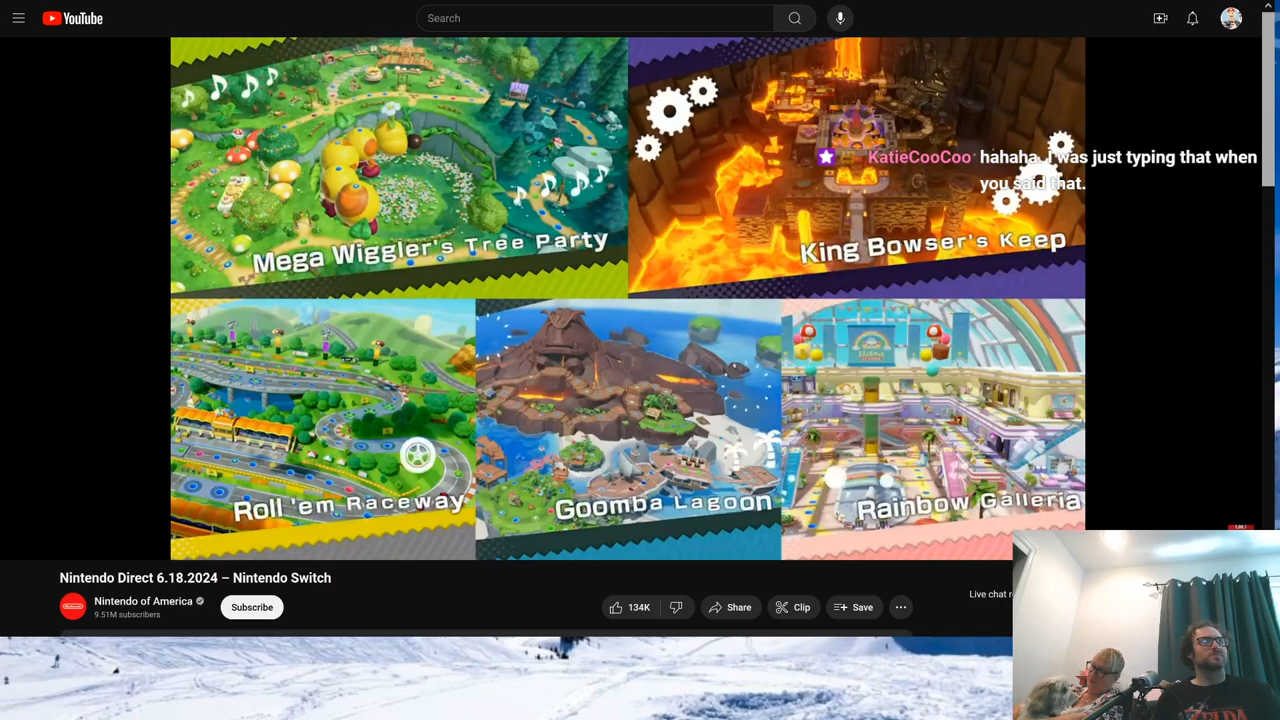 YouTube
Search
KatieCooCoo hahaha, I was just typing that when
you said that.
Mega Wiggler's Tree Party
King Bowser's Keep
Roll 'em Raceway
Goomba Lagoon
Rainbow Galleria
Nintendo Direct 6.18.2024 – Nintendo Switch
Nintendo of America
9.51M subscribers
Subscribe
134K
Share
Clip
Save
Live chat